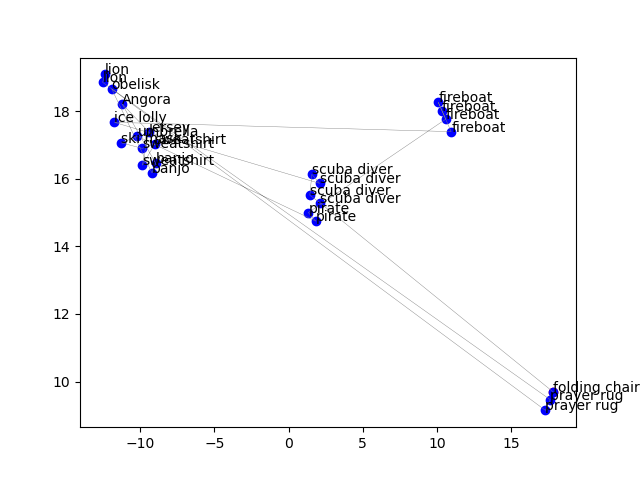 lion
lion
obelisk
Angora
ice lolly
jersey
umbrella
ski mask
sweatshirt
sweatshirt
banjo
sweatshirt
banjo
fireboat
fireboat
fireboat
fireboat
scuba diver
scuba diver
scuba diver
scuba diver
pirate
pirate
folding chair
prayer rug
prayer rug
18
16
14
12
10
−10
−5
0
5
10
15